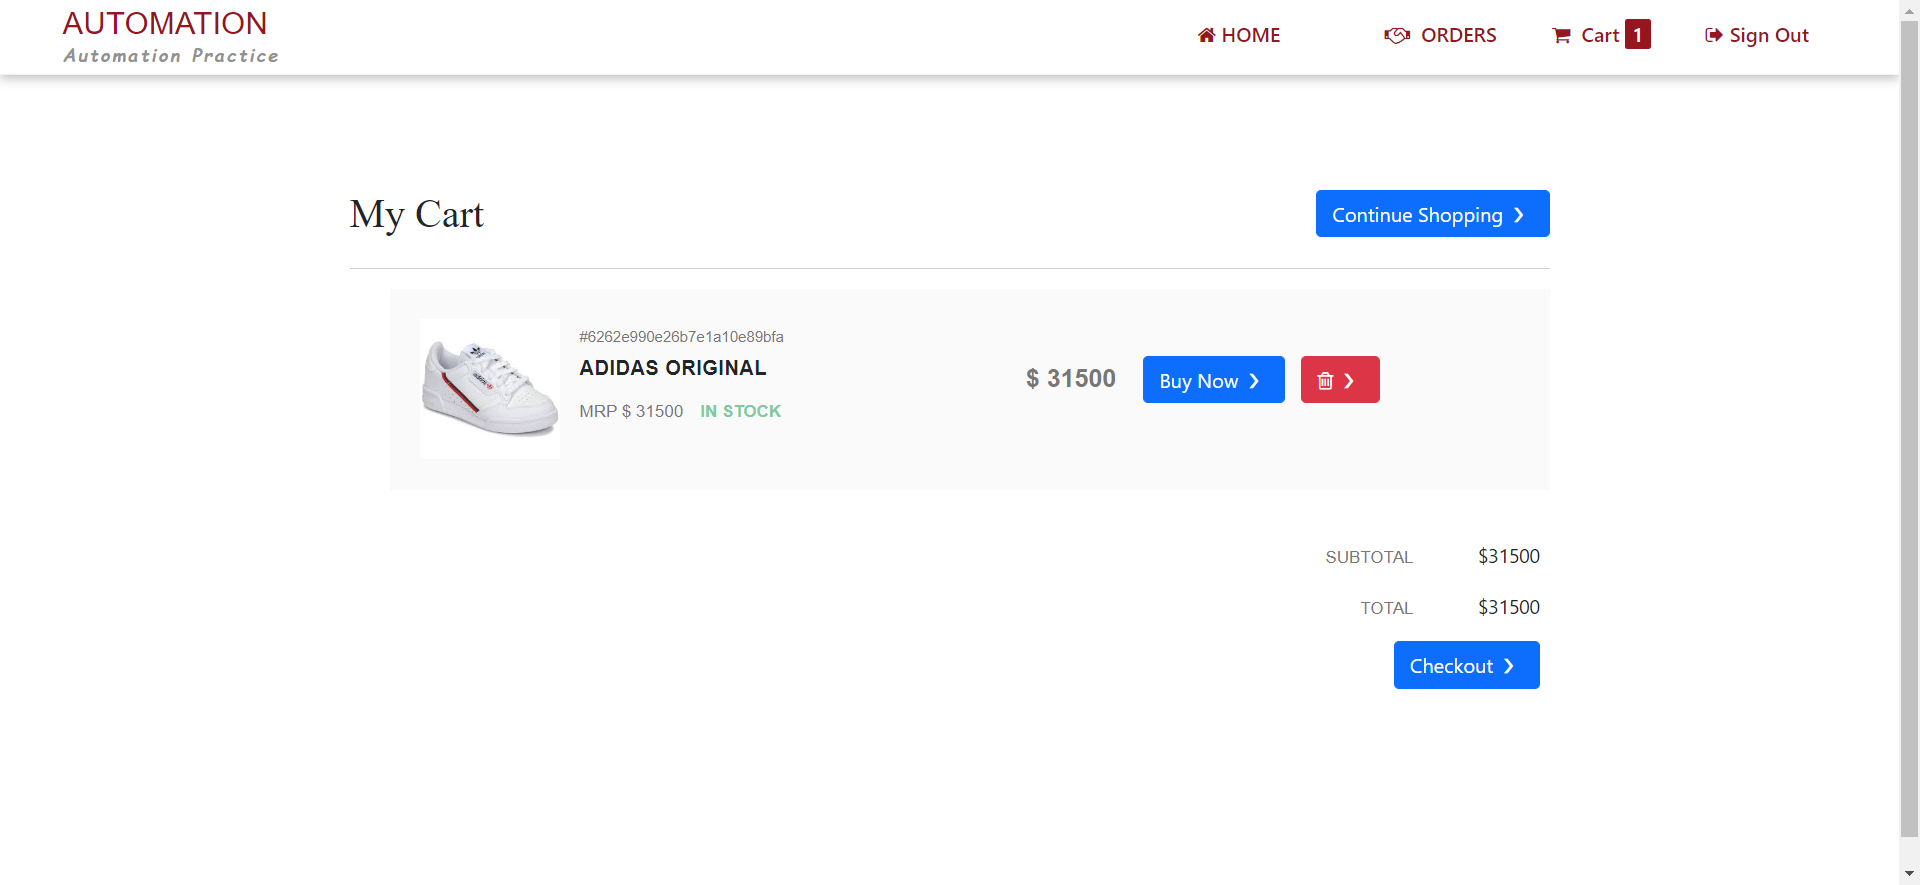 AUTOMATION
Automation Practice
HOME
ORDERS
Cart 1
Sign Out
My Cart
Continue Shopping ❯
#6262e990e26b7e1a10e89bfa
ADIDAS ORIGINAL
MRP $ 31500 IN STOCK
$ 31500
Buy Now ❯
❯
SUBTOTAL $31500
TOTAL $31500
Checkout ❯